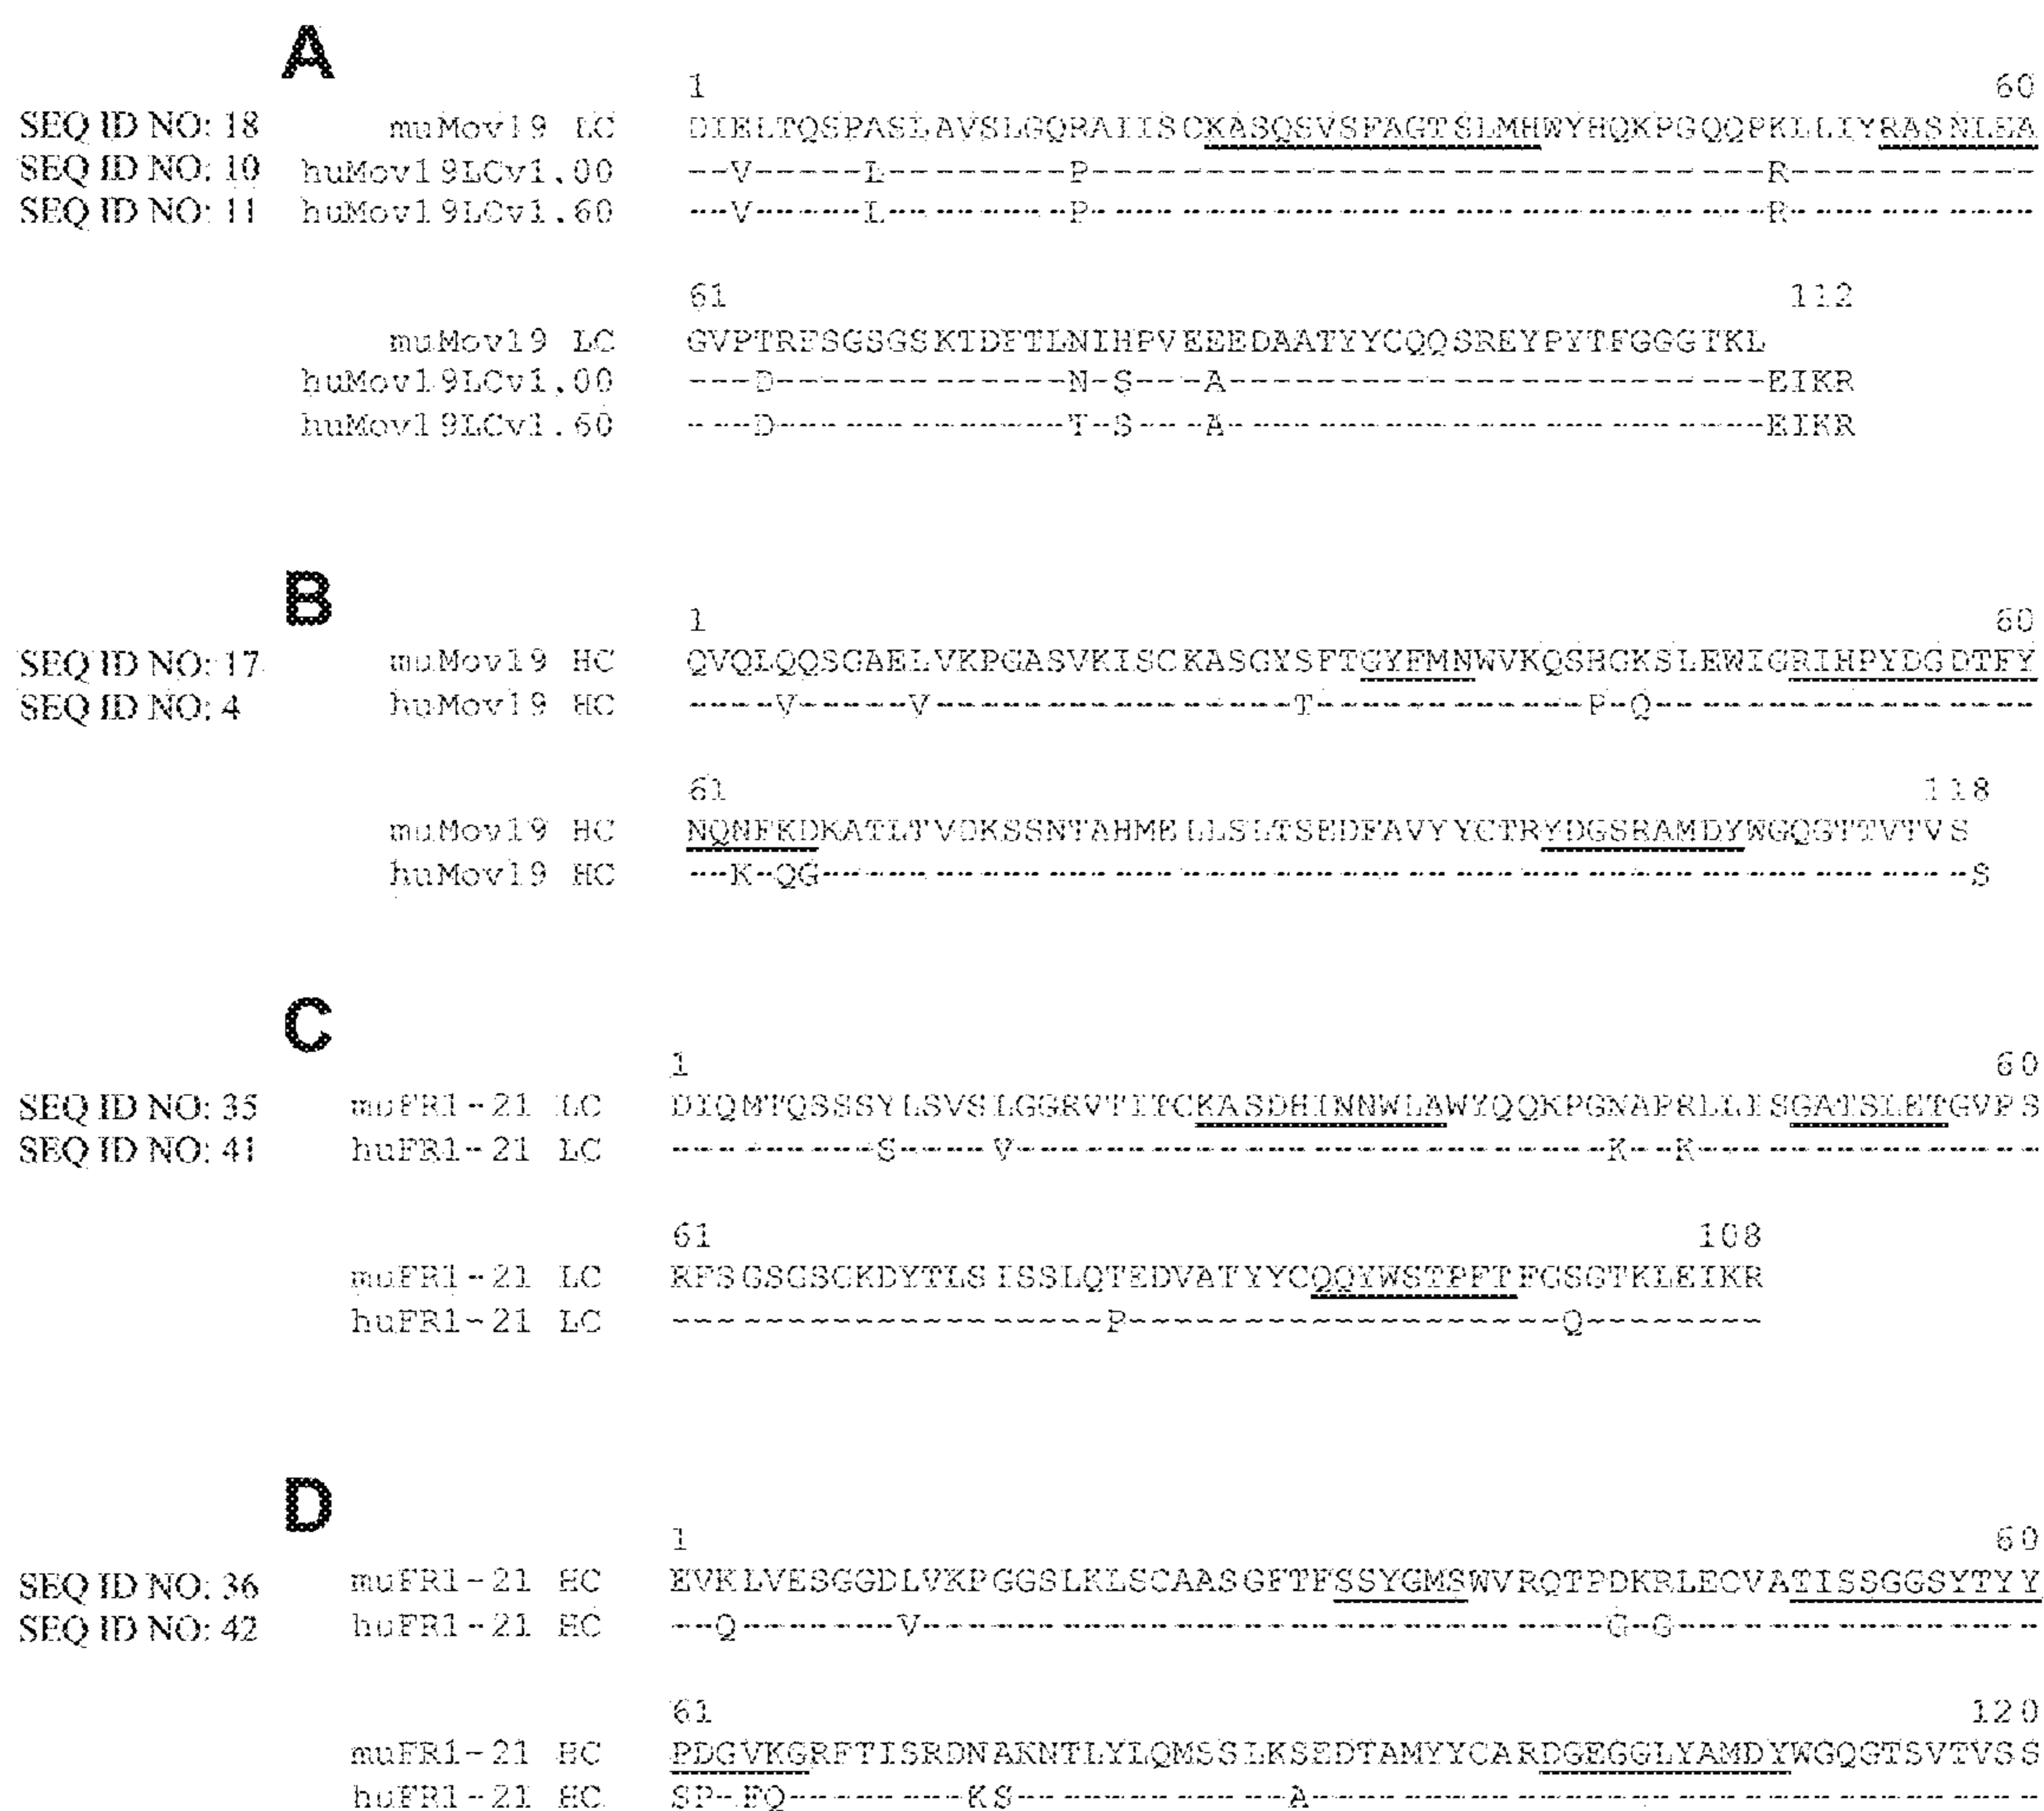 A
1 60
SEQ ID NO: 18 muMov19 LC DIELTQSPASLAVSLGQRAIISCKASQSVSFAGTSLMHWYHQKPGQQPKLLIYRASNLEA
SEQ ID NO: 10 huMov19LCv1.00 --V-----L--------P------------------------------R-----------
SEQ ID NO: 11 huMov19LCv1.60 --V-----L--------P------------------------------R-----------
61 112
muMov19 LC GVPTRFSGSGSKTDFTLNIHPVEEEDAATYYCQQSREYPYTFGGGTKL
huMov19LCv1.00 ---D-------------N-S---A------------------------EIKR
huMov19LCv1.60 ---D-------------T-S---A------------------------EIKR
B
1 60
SEQ ID NO: 17 muMov19 HC QVQLQQSGAELVKPGASVKISCKASGYSFTGYFMNWVKQSHGKSLEWIGRIHPYDGDTFY
SEQ ID NO: 4 huMov19 HC ----V-----V----------------T------------P-Q-----------------
61 118
muMov19 HC NQNFKDKATLTVDKSSNTAHMELLSLTSEDFAVYYCTRYDGSRAMDYWGQGTTVTVS
huMov19 HC --K-QG---------------------------------------------------S
C
1 60
SEQ ID NO: 35 muFR1-21 LC DIQMTQSSSYLSVSLGGRVTITCKASDHINNWLAWYQQKPGNAPRLLISGATSLETGVPS
SEQ ID NO: 41 huFR1-21 LC ---------S----V--------------------------K--K---------------
61 108
muFR1-21 LC RFSGSGSGKDYTLSISSLQTEDVATYYCQQYWSTPFTFGSGTKLEIKR
huFR1-21 LC -------------------P-------------------Q--------
D
1 60
SEQ ID NO: 36 muFR1-21 HC EVKLVESGGDLVKPGGSLKLSCAASGFTFSSYGMSWVRQTPDKRLECVATISSGGSYTYY
SEQ ID NO: 42 huFR1-21 HC --Q-------V------------------------------G-G----------------
61 120
muFR1-21 HC PDGVKGRFTISRDNAKNTLYLQMSSLKSEDTAMYYCARDGEGGLYAMDYWGQGTSVTVSS
huFR1-21 HC SP-FQ--------KS------------A--------------------------------